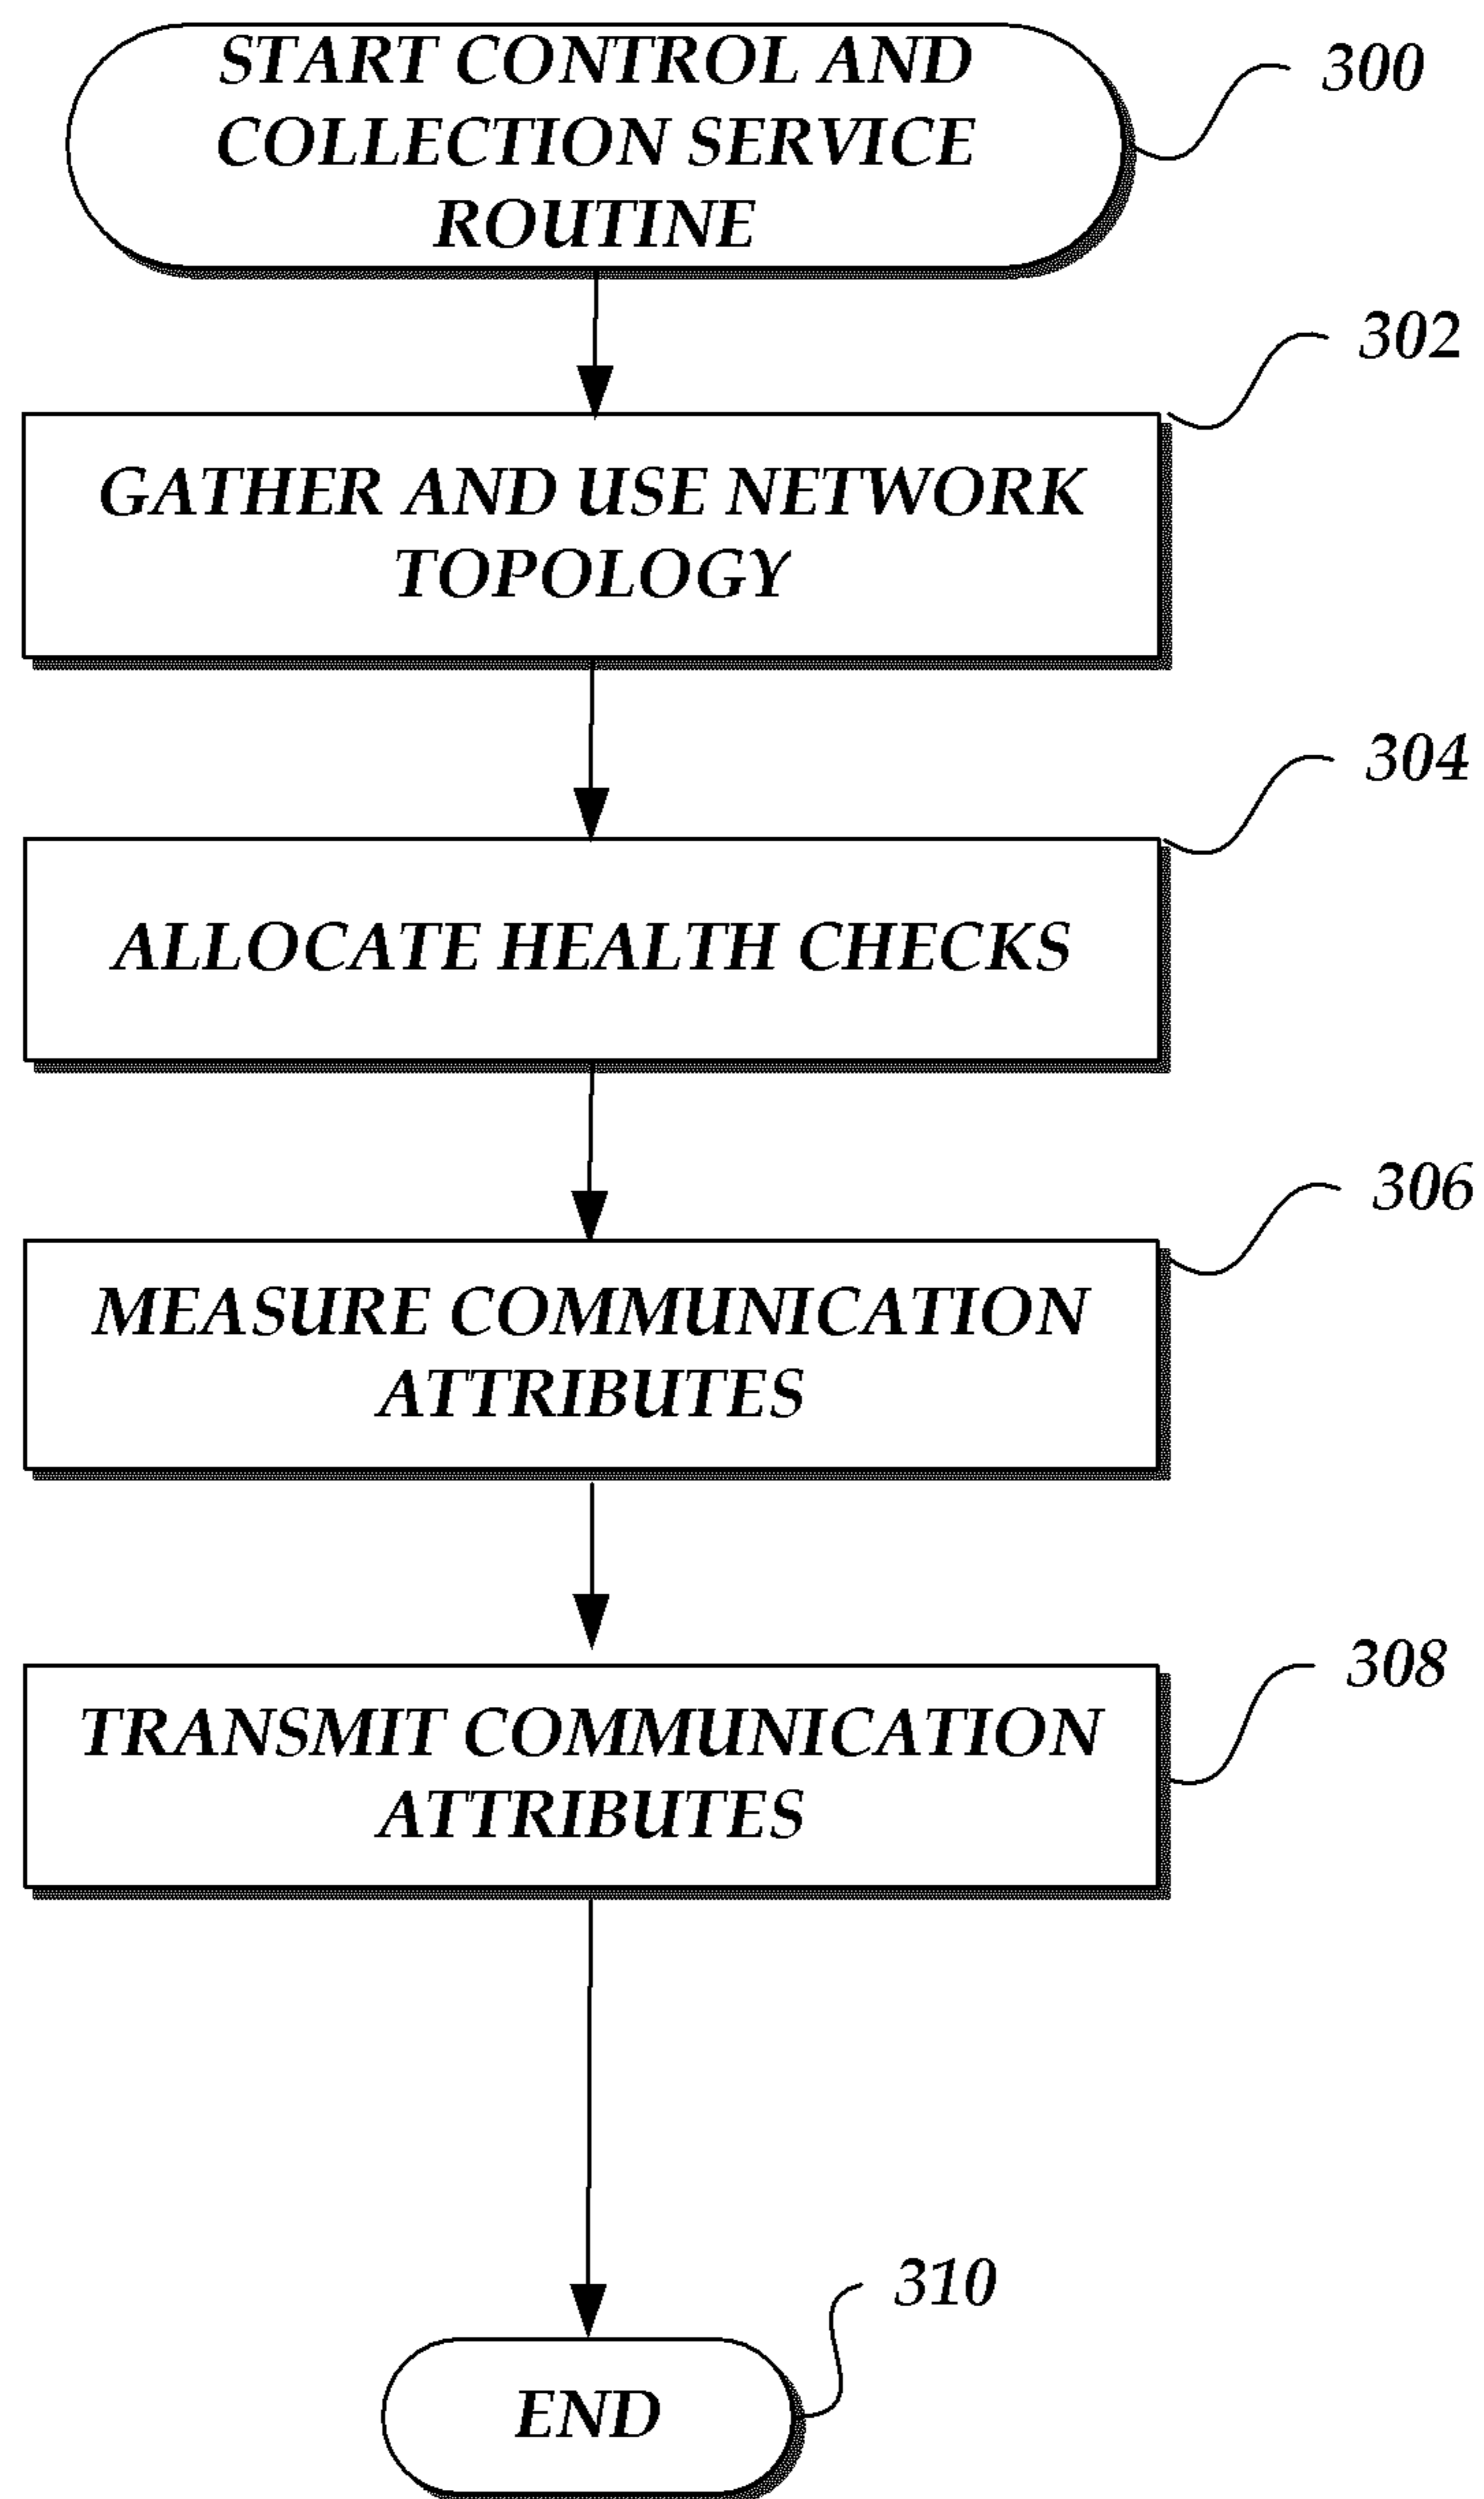 START CONTROL AND
COLLECTION SERVICE
ROUTINE
300
302
GATHER AND USE NETWORK
TOPOLOGY
304
ALLOCATE HEALTH CHECKS
306
MEASURE COMMUNICATION
ATTRIBUTES
308
TRANSMIT COMMUNICATION
ATTRIBUTES
310
END